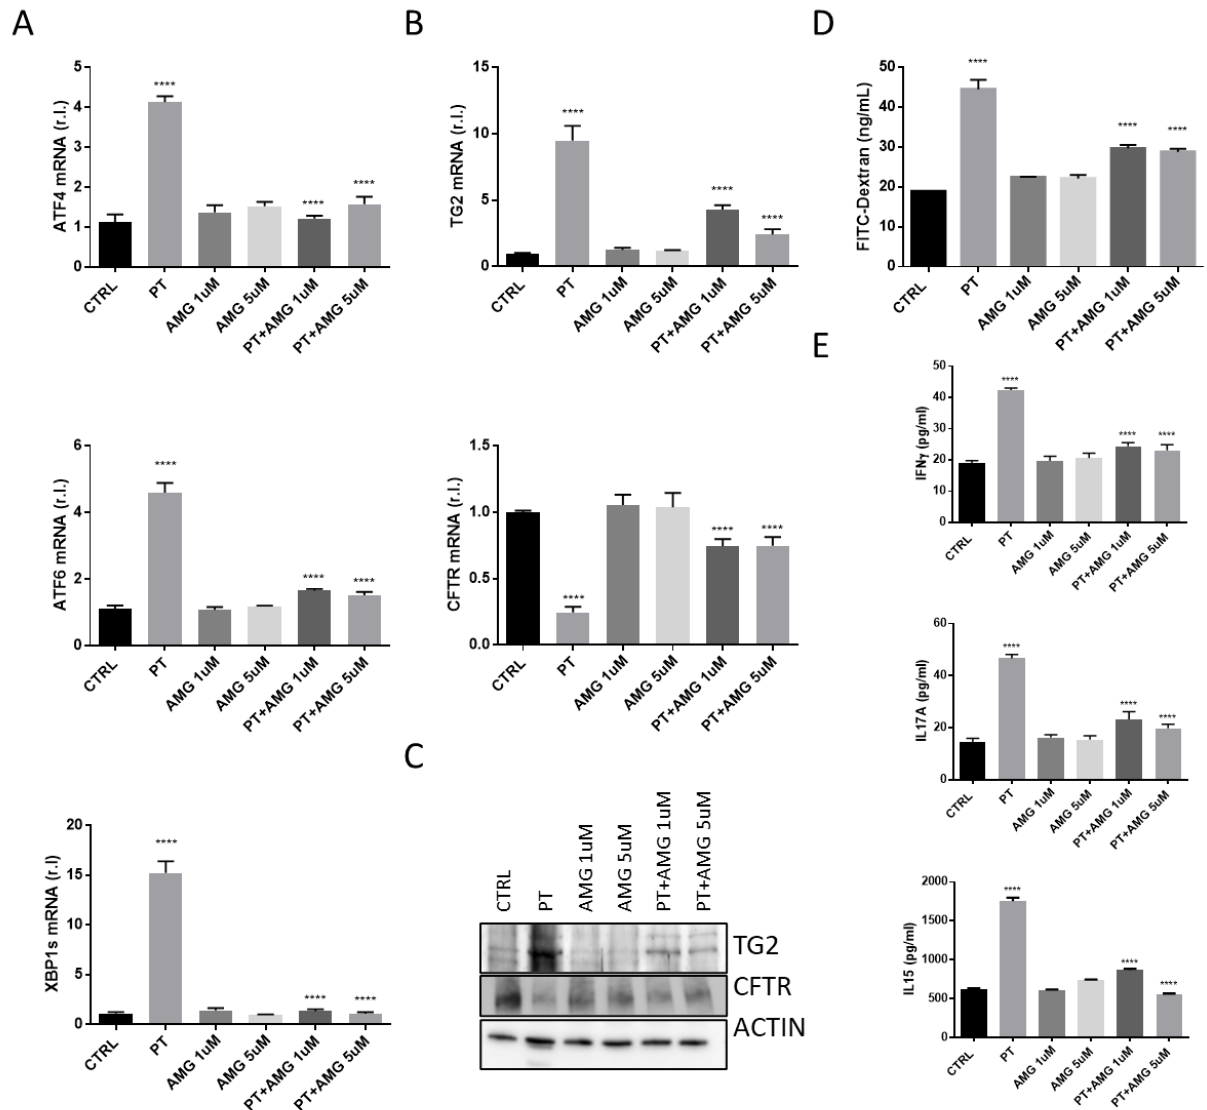 A
ATF4 mRNA (r.l.)
5
4
3
2
1
0
****
****
****
CTRL
PT
AMG 1uM
AMG 5uM
PT+AMG 1uM
PT+AMG 5uM
ATF6 mRNA (r.l.)
6
4
2
0
****
****
****
CTRL
PT
AMG 1uM
AMG 5uM
PT+AMG 1uM
PT+AMG 5uM
XBP1s mRNA (r.l)
20
15
10
5
0
****
****
****
CTRL
PT
AMG 1uM
AMG 5uM
PT+AMG 1uM
PT+AMG 5uM
B
TG2 mRNA (r.l.)
15
10
5
0
****
****
****
CTRL
PT
AMG 1uM
AMG 5uM
PT+AMG 1uM
PT+AMG 5uM
CFTR mRNA (r.l.)
1.5
1.0
0.5
0.0
****
****
****
CTRL
PT
AMG 1uM
AMG 5uM
PT+AMG 1uM
PT+AMG 5uM
C
CTRL
PT
AMG 1uM
AMG 5uM
PT+AMG 1uM
PT+AMG 5uM
TG2
CFTR
ACTIN
D
FITC-Dextran (ng/mL)
50
40
30
20
10
0
****
****
****
CTRL
PT
AMG 1uM
AMG 5uM
PT+AMG 1uM
PT+AMG 5uM
E
IFNγ (pg/ml)
50
40
30
20
10
0
****
****
****
CTRL
PT
AMG 1uM
AMG 5uM
PT+AMG 1uM
PT+AMG 5uM
IL17A (pg/ml)
60
40
20
0
****
****
****
CTRL
PT
AMG 1uM
AMG 5uM
PT+AMG 1uM
PT+AMG 5uM
IL15 (pg/ml)
2000
1500
1000
500
0
****
****
****
CTRL
PT
AMG 1uM
AMG 5uM
PT+AMG 1uM
PT+AMG 5uM